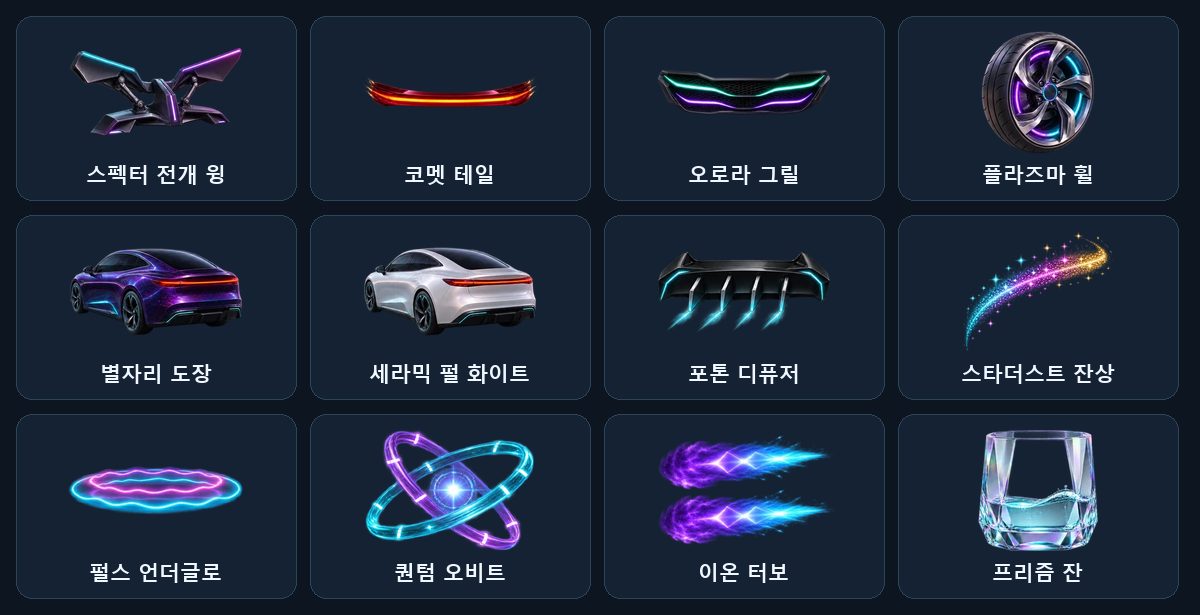 스펙터 전개 윙
코멧 테일
오로라 그릴
플라즈마 휠
별자리 도장
세라믹 펄 화이트
포톤 디퓨저
스타더스트 잔상
펄스 언더글로
퀀텀 오비트
이온 터보
프리즘 잔